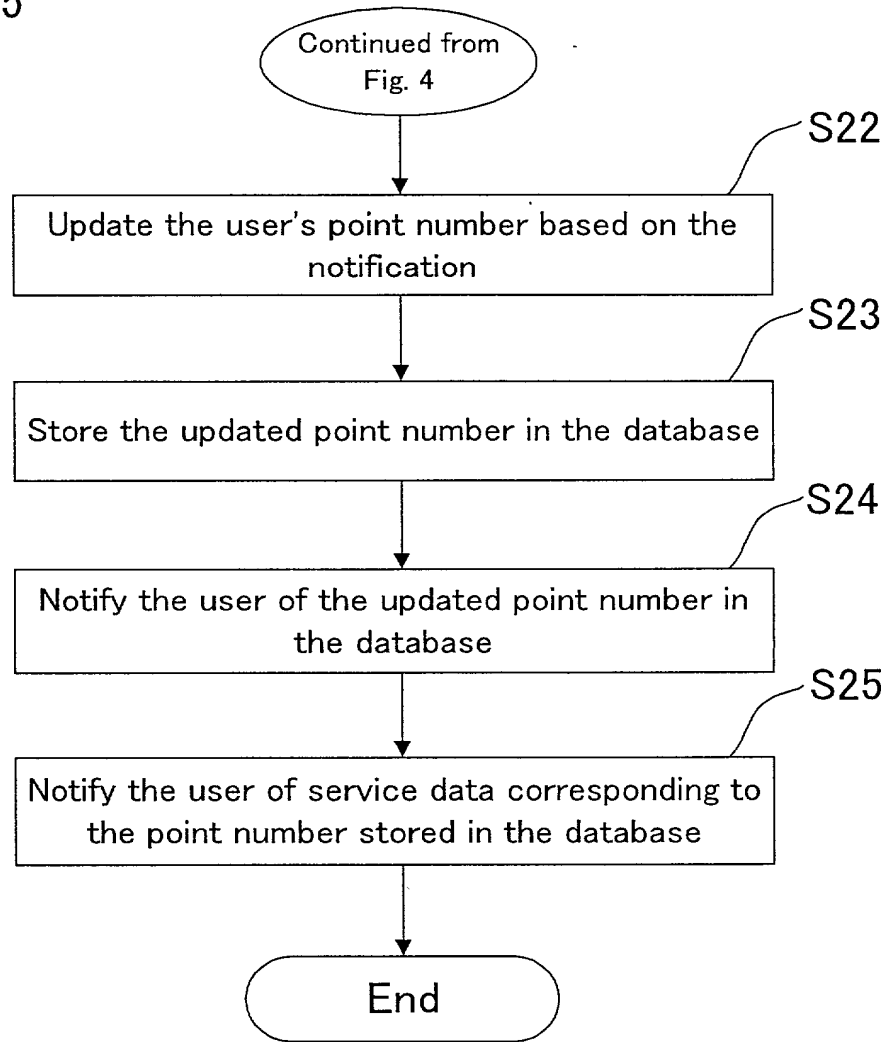 5
Continued from
Fig. 4
S22
Update the user's point number based on the
notification
S23
Store the updated point number in the database
S24
Notify the user of the updated point number in
the database
S25
Notify the user of service data corresponding to
the point number stored in the database
End